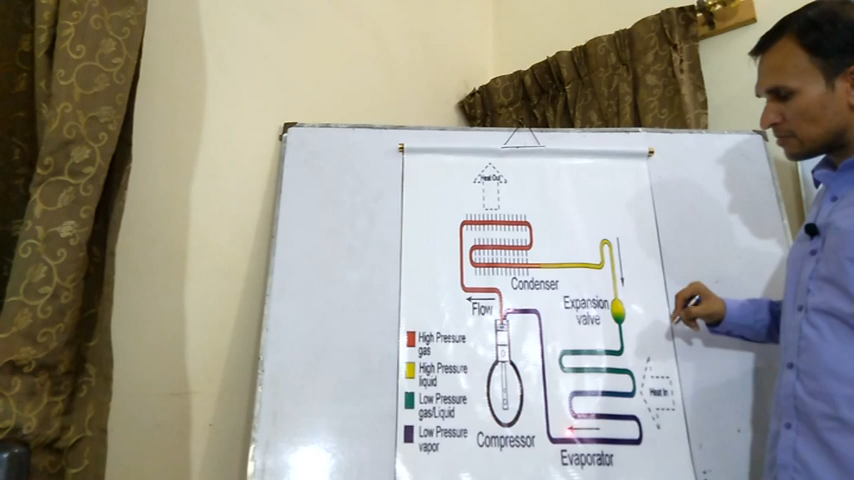 Heat Out
Condenser
Flow
Expansion
valve
High Pressure
gas
High Pressure
liquid
Low Pressure
gas/Liquid
Low Pressure
vapor
Heat In
Compressor
Evaporator